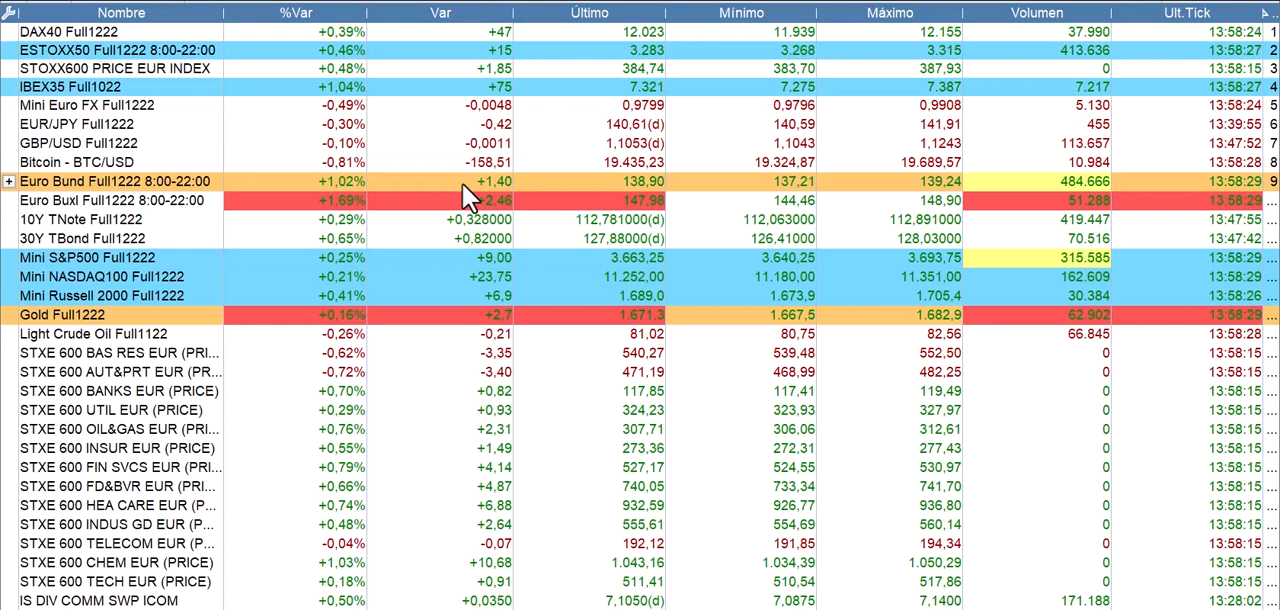 Nombre %Var Var Último Mínimo Máximo Volumen Ult.Tick ...
DAX40 Full1222 +0,39% +47 12.023 11.939 12.155 37.990 13:58:24 1
ESTOXX50 Full1222 8:00-22:00 +0,46% +15 3.283 3.268 3.315 413.636 13:58:27 2
STOXX600 PRICE EUR INDEX +0,48% +1,85 384,74 383,70 387,93 0 13:58:15 3
IBEX35 Full1022 +1,04% +75 7.321 7.275 7.387 7.217 13:58:27 4
Mini Euro FX Full1222 -0,49% -0,0048 0,9799 0,9796 0,9908 5.130 13:58:24 5
EUR/JPY Full1222 -0,30% -0,42 140,61(d) 140,59 141,91 455 13:39:55 6
GBP/USD Full1222 -0,10% -0,0011 1,1053(d) 1,1043 1,1243 113.657 13:47:52 7
Bitcoin - BTC/USD -0,81% -158,51 19.435,23 19.324,87 19.689,57 10.984 13:58:28 8
Euro Bund Full1222 8:00-22:00 +1,02% +1,40 138,90 137,21 139,24 484.666 13:58:29 9
Euro Buxl Full1222 8:00-22:00 +1,69% +2,46 147,98 144,46 148,90 51.288 13:58:29 ...
10Y TNote Full1222 +0,29% +0,328000 112,781000(d) 112,063000 112,891000 419.447 13:47:55 ...
30Y TBond Full1222 +0,65% +0,82000 127,88000(d) 126,41000 128,03000 70.516 13:47:42 ...
Mini S&P500 Full1222 +0,25% +9,00 3.663,25 3.640,25 3.693,75 315.585 13:58:29 ...
Mini NASDAQ100 Full1222 +0,21% +23,75 11.252,00 11.180,00 11.351,00 162.609 13:58:29 ...
Mini Russell 2000 Full1222 +0,41% +6,9 1.689,0 1.673,9 1.705,4 30.384 13:58:26 ...
Gold Full1222 +0,16% +2,7 1.671,3 1.667,5 1.682,9 62.902 13:58:29 ...
Light Crude Oil Full1122 -0,26% -0,21 81,02 80,75 82,56 66.845 13:58:28 ...
STXE 600 BAS RES EUR (PRI... -0,62% -3,35 540,27 539,48 552,50 0 13:58:15 ...
STXE 600 AUT&PRT EUR (PR... -0,72% -3,40 471,19 468,99 482,25 0 13:58:15 ...
STXE 600 BANKS EUR (PRICE) +0,70% +0,82 117,85 117,41 119,49 0 13:58:15 ...
STXE 600 UTIL EUR (PRICE) +0,29% +0,93 324,23 323,93 327,97 0 13:58:15 ...
STXE 600 OIL&GAS EUR (PRI... +0,76% +2,31 307,71 306,06 312,61 0 13:58:15 ...
STXE 600 INSUR EUR (PRICE) +0,55% +1,49 273,36 272,31 277,43 0 13:58:15 ...
STXE 600 FIN SVCS EUR (PRI... +0,79% +4,14 527,17 524,55 530,97 0 13:58:15 ...
STXE 600 FD&BVR EUR (PRI... +0,66% +4,87 740,05 733,34 741,70 0 13:58:15 ...
STXE 600 HEA CARE EUR (P... +0,74% +6,88 932,59 926,77 936,80 0 13:58:15 ...
STXE 600 INDUS GD EUR (P... +0,48% +2,64 555,61 554,69 560,14 0 13:58:15 ...
STXE 600 TELECOM EUR (P... -0,04% -0,07 192,12 191,85 194,34 0 13:58:15 ...
STXE 600 CHEM EUR (PRICE) +1,03% +10,68 1.043,16 1.034,39 1.050,29 0 13:58:15 ...
STXE 600 TECH EUR (PRICE) +0,18% +0,91 511,41 510,54 517,86 0 13:58:15 ...
IS DIV COMM SWP ICOM +0,50% +0,0350 7,1050(d) 7,0875 7,1400 171.188 13:28:02 ...